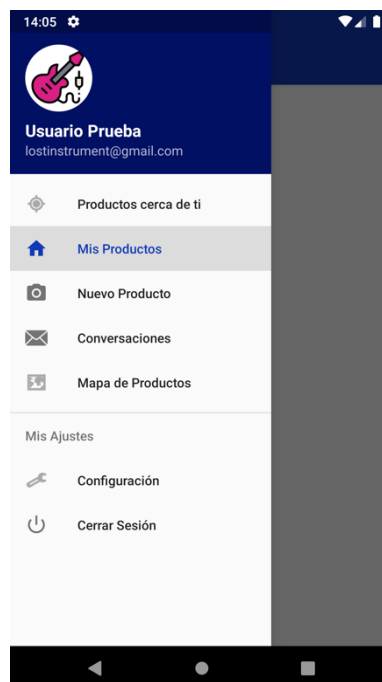 14:05
Usuario Prueba
lostinstrument@gmail.com
Productos cerca de ti
Mis Productos
Nuevo Producto
Conversaciones
Mapa de Productos
Mis Ajustes
Configuración
Cerrar Sesión